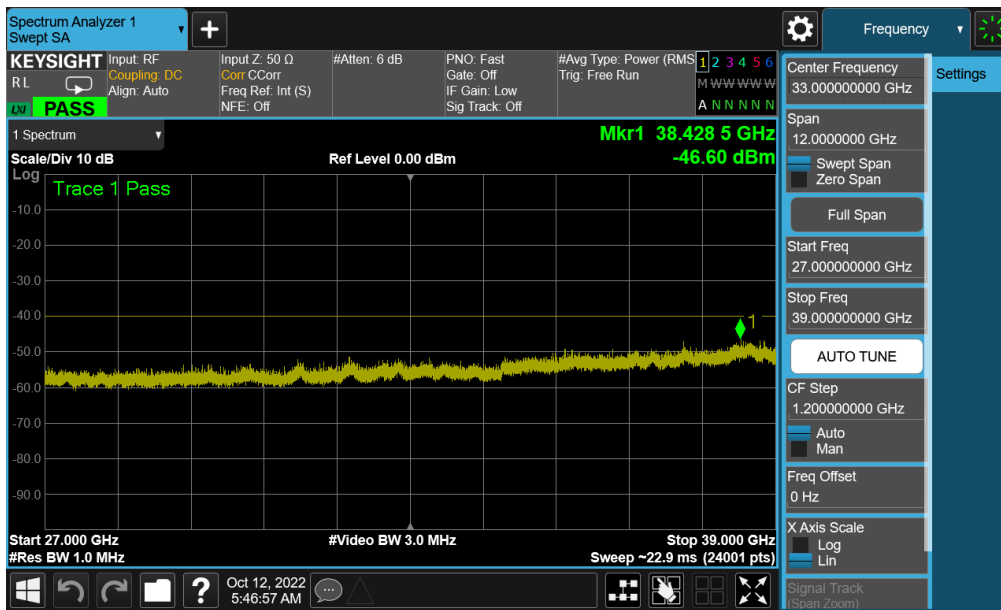 Spectrum Analyzer 1
Swept SA
+
Frequency
KEYSIGHT
RL
LXI PASS
Input: RF
Coupling: DC
Align: Auto
Input Z: 50 Ω
Corr CCorr
Freq Ref: Int (S)
NFE: Off
#Atten: 6 dB
PNO: Fast
Gate: Off
IF Gain: Low
Sig Track: Off
#Avg Type: Power (RMS
Trig: Free Run
1 2 3 4 5 6
M W W W W W
A N N N N N
1 Spectrum
Mkr1 38.428 5 GHz
-46.60 dBm
Scale/Div 10 dB
Ref Level 0.00 dBm
Log
Trace 1 Pass
-10.0
-20.0
-30.0
-40.0
1
-50.0
-60.0
-70.0
-80.0
-90.0
Start 27.000 GHz
#Video BW 3.0 MHz
Stop 39.000 GHz
#Res BW 1.0 MHz
Sweep ~22.9 ms (24001 pts)
?
Oct 12, 2022
5:46:57 AM
Center Frequency
33.000000000 GHz
Span
12.0000000 GHz
Swept Span
Zero Span
Full Span
Start Freq
27.000000000 GHz
Stop Freq
39.000000000 GHz
AUTO TUNE
CF Step
1.200000000 GHz
Auto
Man
Freq Offset
0 Hz
X Axis Scale
Log
Lin
Signal Track
(Span Zoom)
Settings